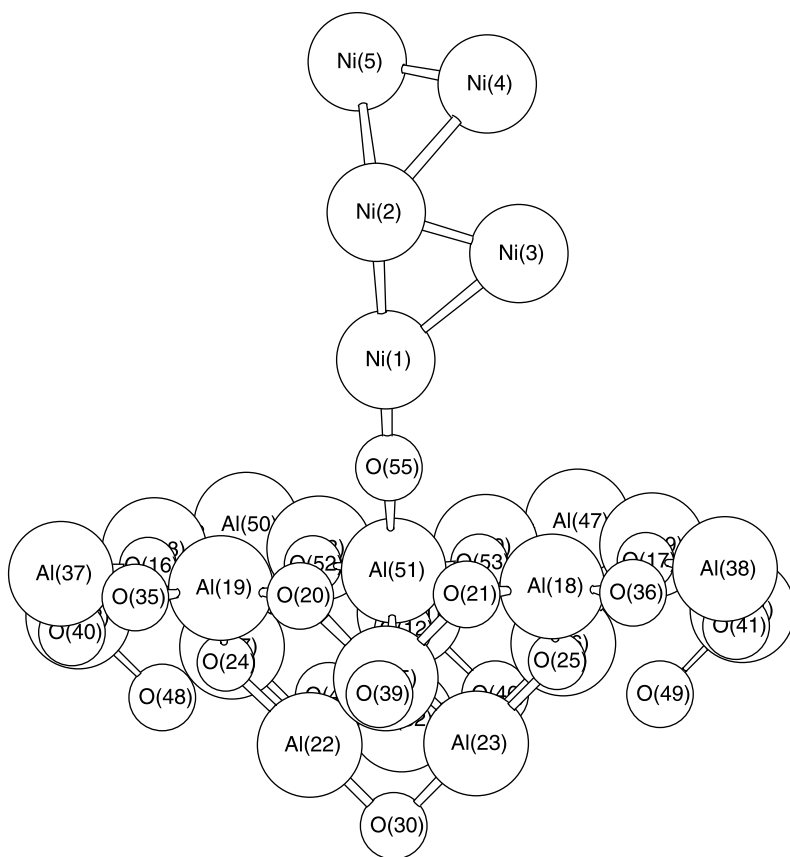 Ni(5)
Ni(4)
Ni(2)
Ni(3)
Ni(1)
O(55)
Al(50)
Al(47)
O(16)
O(52)
O(53)
O(17)
Al(37)
Al(19)
Al(51)
Al(18)
Al(38)
O(35)
O(20)
O(21)
O(36)
O(40)
O(41)
O(24)
O(25)
O(48)
O(39)
O(49)
Al(22)
Al(23)
O(30)